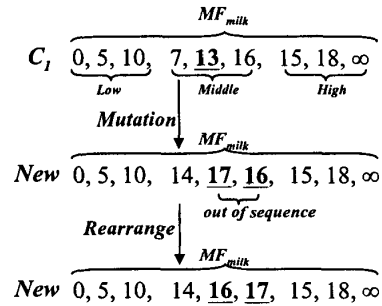 MF_milk
C_1 0, 5, 10, 7, 13, 16, 15, 18, ∞
Low Middle High
Mutation
MF_milk
New 0, 5, 10, 14, 17, 16, 15, 18, ∞
out of sequence
Rearrange
MF_milk
New 0, 5, 10, 14, 16, 17, 15, 18, ∞